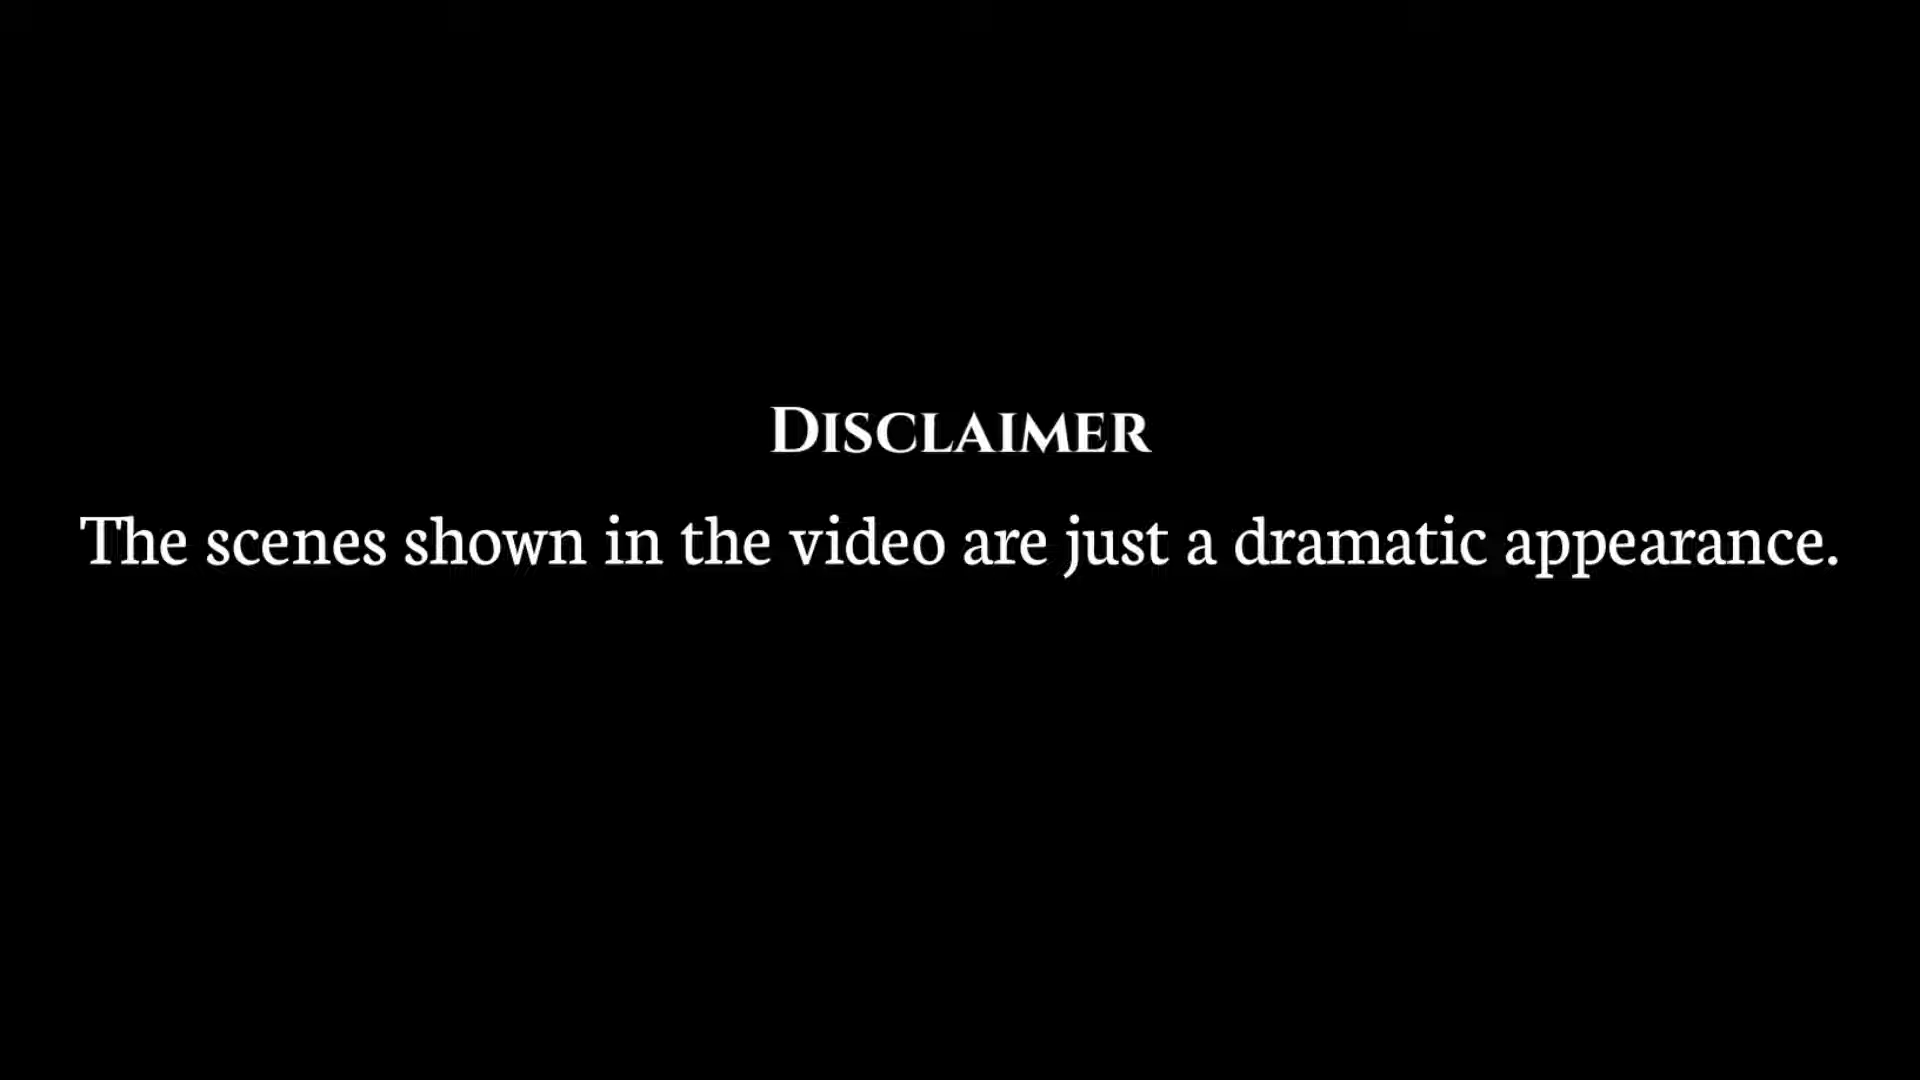 Disclaimer
The scenes shown in the video are just a dramatic appearance.